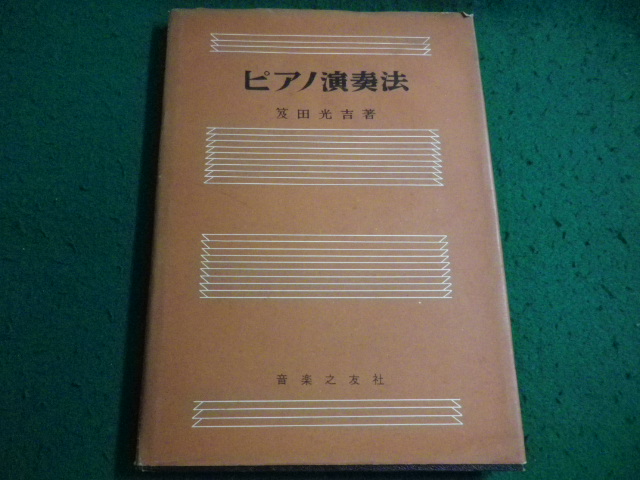 ピアノ演奏法
笈田光吉著
音楽之友社